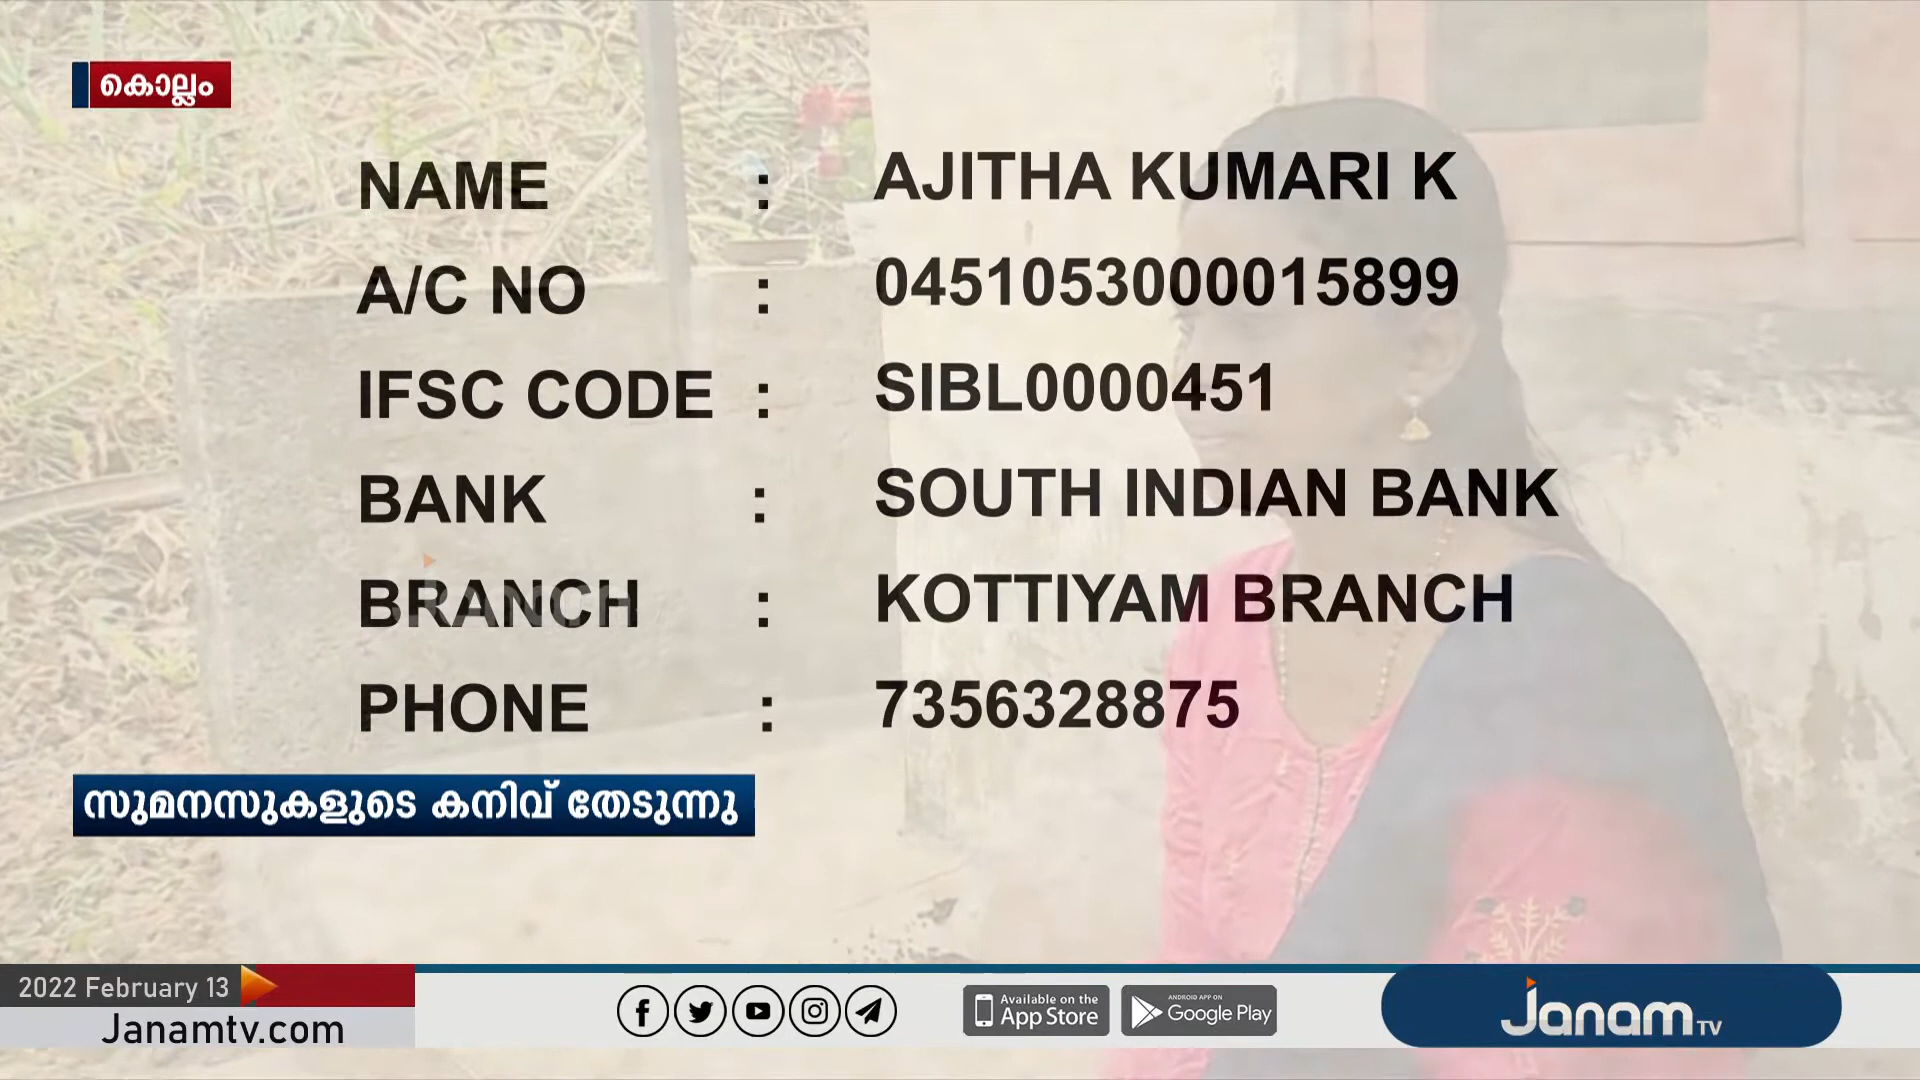 കൊല്ലം
NAME : AJITHA KUMARI K
A/C NO : 0451053000015899
IFSC CODE : SIBL0000451
BANK : SOUTH INDIAN BANK
BRANCH : KOTTIYAM BRANCH
PHONE : 7356328875
സുമനസുകളുടെ കനിവ് തേടുന്നു
2022 February 13
Janamtv.com
Available on the
App Store
ANDROID APP ON
Google Play
Janam TV